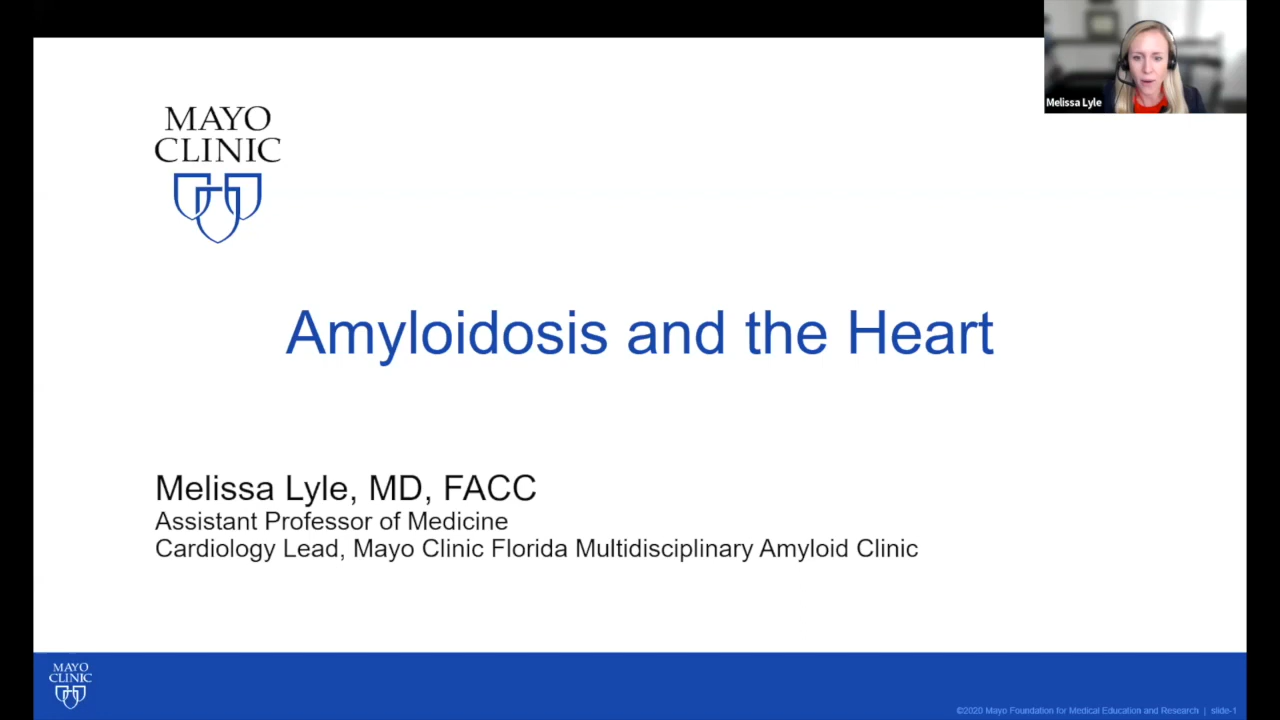 Melissa Lyle
MAYO
CLINIC
Amyloidosis and the Heart
Melissa Lyle, MD, FACC
Assistant Professor of Medicine
Cardiology Lead, Mayo Clinic Florida Multidisciplinary Amyloid Clinic
MAYO
CLINIC
©2020 Mayo Foundation for Medical Education and Research | slide-1